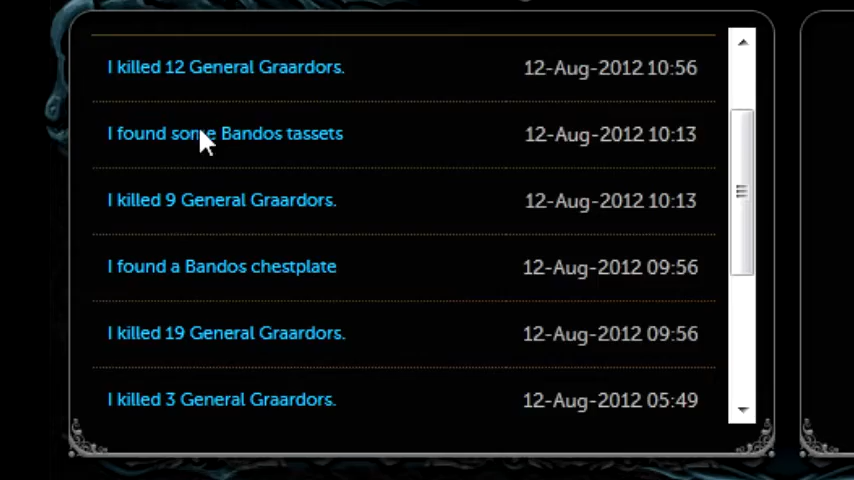 I killed 12 General Graardors. 12-Aug-2012 10:56
I found some Bandos tassets 12-Aug-2012 10:13
I killed 9 General Graardors. 12-Aug-2012 10:13
I found a Bandos chestplate 12-Aug-2012 09:56
I killed 19 General Graardors. 12-Aug-2012 09:56
I killed 3 General Graardors. 12-Aug-2012 05:49